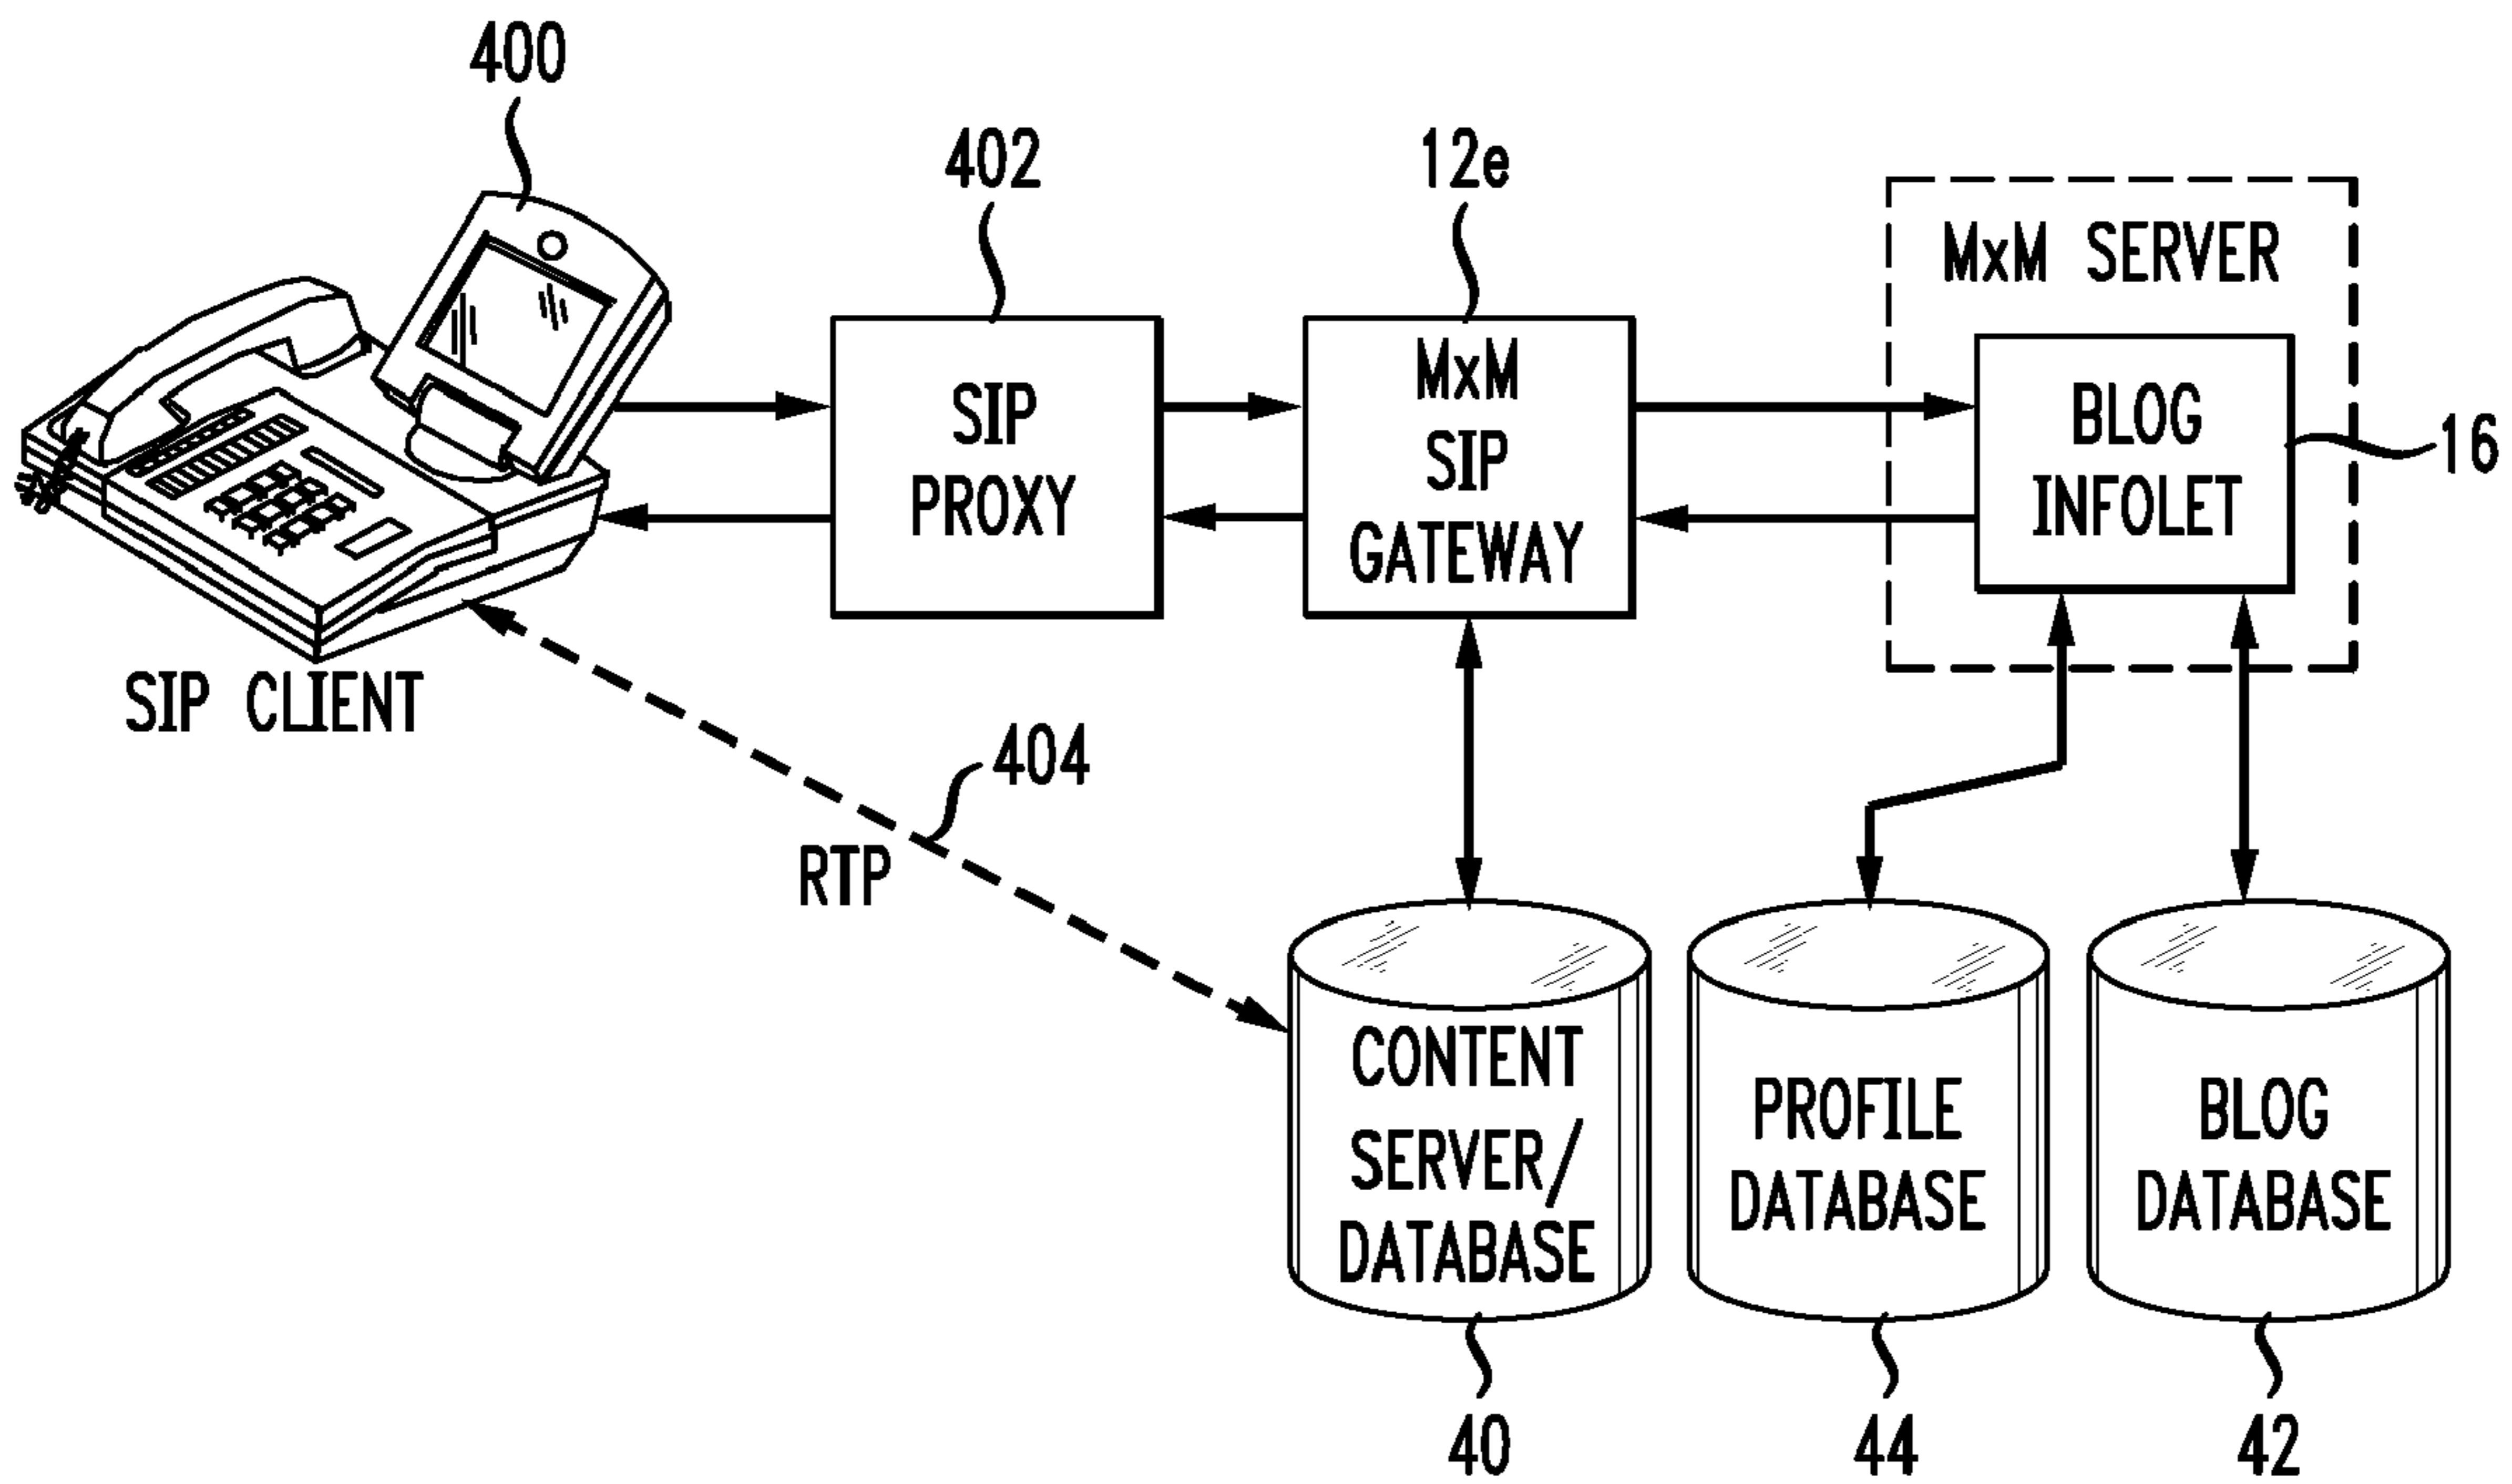 400
402
12e
MxM SERVER
MxM
SIP
GATEWAY
SIP
PROXY
BLOG
INFOLET
16
SIP CLIENT
404
RTP
CONTENT
SERVER/
DATABASE
PROFILE
DATABASE
BLOG
DATABASE
40
44
42